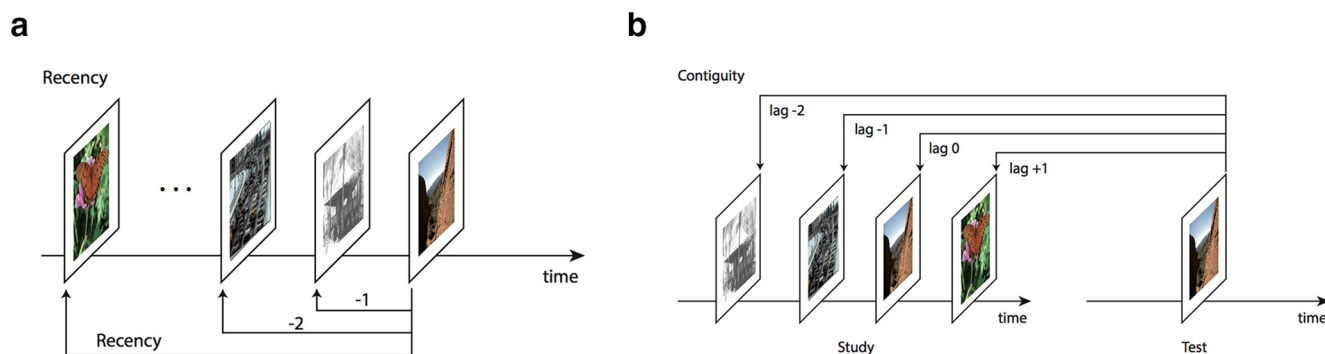 a
Recency
. . .
time
-1
-2
Recency
b
Contiguity
lag -2
lag -1
lag 0
lag +1
time
time
Study
Test